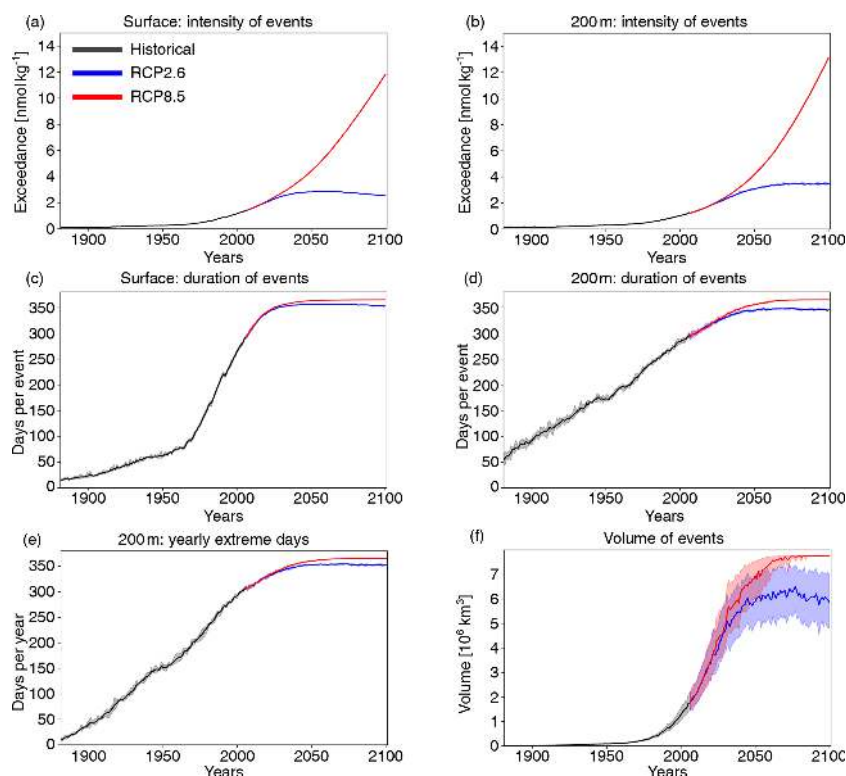 (a) Surface: intensity of events
14
12
10
8
6
4
2
0
Exceedance [nmol kg-1]
Historical
RCP2.6
RCP8.5
1900 1950 2000 2050 2100
Years
(b) 200 m: intensity of events
14
12
10
8
6
4
2
0
Exceedance [nmol kg-1]
1900 1950 2000 2050 2100
Years
(c) Surface: duration of events
350
300
250
200
150
100
50
0
Days per event
1900 1950 2000 2050 2100
Years
(d) 200 m: duration of events
350
300
250
200
150
100
50
0
Days per event
1900 1950 2000 2050 2100
Years
(e) 200 m: yearly extreme days
350
300
250
200
150
100
50
0
Days per year
1900 1950 2000 2050 2100
Years
(f) Volume of events
7
6
5
4
3
2
1
0
Volume [10⁶ km³]
1900 1950 2000 2050 2100
Years